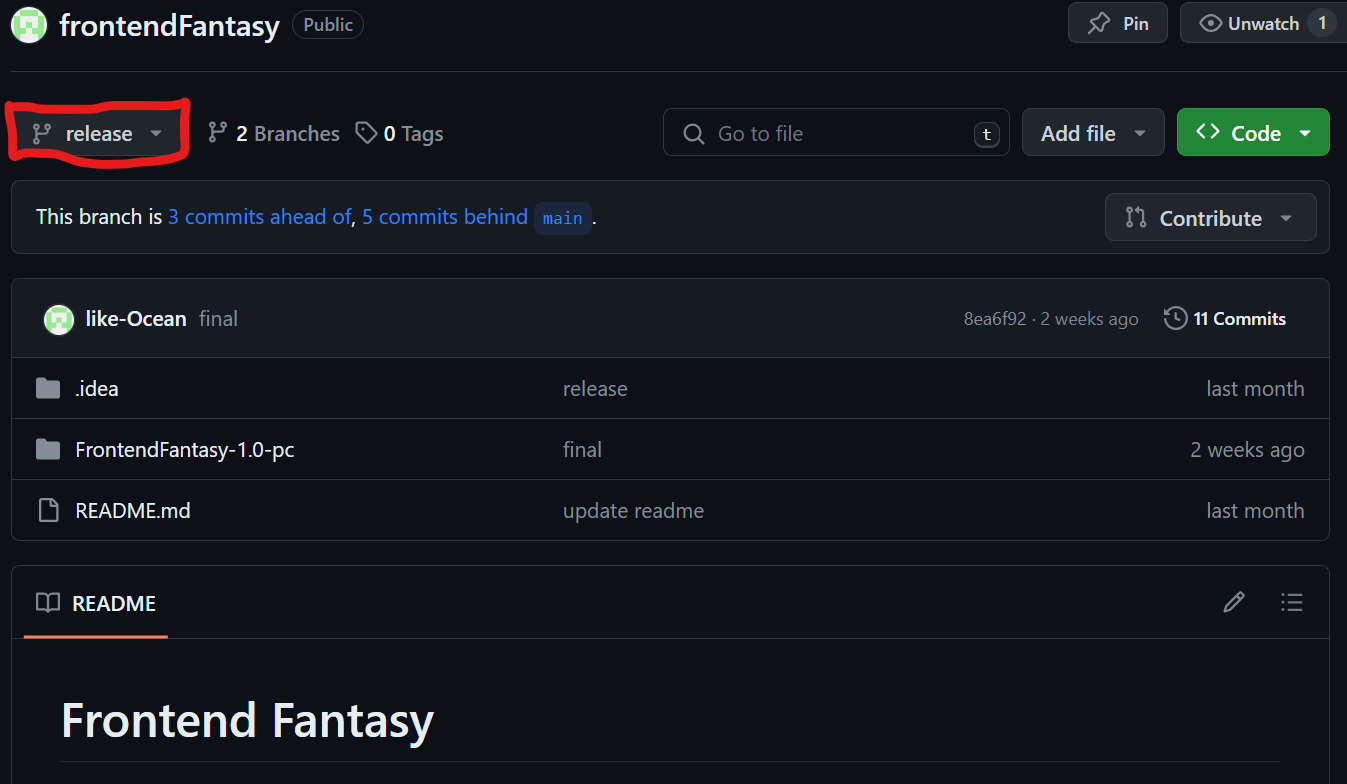 frontendFantasy Public Pin Unwatch 1
release 2 Branches 0 Tags Go to file t Add file Code
This branch is 3 commits ahead of, 5 commits behind main .
Contribute
like-Ocean final 8ea6f92 · 2 weeks ago 11 Commits
.idea release last month
FrontendFantasy-1.0-pc final 2 weeks ago
README.md update readme last month
README
Frontend Fantasy